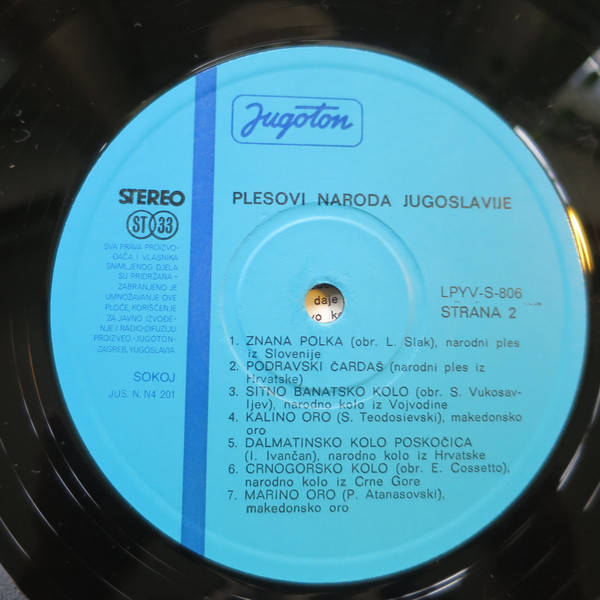 Jugoton
STEREO
ST 33
SVA PRAVA PROIZVO-
ĐAČA I VLASNIKA
SNIMLJENOG DJELA
SU PRIDRŽANA –
ZABRANJENO JE
UMNOŽAVANJE OVE
PLOČE, KORIŠĆENJE
ZA JAVNO IZVOĐE-
NJE I RADIO-DIFUZIJU
PROIZVEO »JUGOTON«
ZAGREB, YUGOSLAVIA
SOKOJ
JUS. N. N4 201
PLESOVI NARODA JUGOSLAVIJE
daje
vo
LPYV-S-806
STRANA 2
1. ZNANA POLKA (obr. L. Slak), narodni ples
iz Slovenije
2. PODRAVSKI ČARDAŠ (narodni ples iz
Hrvatske)
3. SITNO BANATSKO KOLO (obr. S. Vukosav-
ljev), narodno kolo iz Vojvodine
4. KALINO ORO (S. Teodosievski), makedonsko
oro
5. DALMATINSKO KOLO POSKOČICA
(I. Ivančan), narodno kolo iz Hrvatske
6. CRNOGORSKO KOLO (obr. E. Cossetto),
narodno kolo iz Crne Gore
7. MARINO ORO (P. Atanasovski),
makedonsko oro